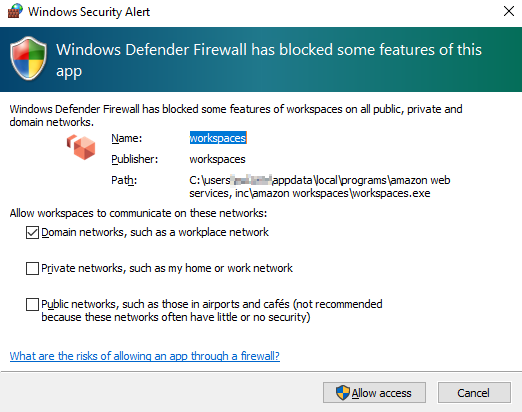 Windows Security Alert
Windows Defender Firewall has blocked some features of this
app
Windows Defender Firewall has blocked some features of workspaces on all public, private and
domain networks.
Name: workspaces
Publisher: workspaces
Path: C:\users\ \appdata\local\programs\amazon web
services, inc\amazon workspaces\workspaces.exe
Allow workspaces to communicate on these networks:
Domain networks, such as a workplace network
Private networks, such as my home or work network
Public networks, such as those in airports and cafés (not recommended
because these networks often have little or no security)
What are the risks of allowing an app through a firewall?
Allow access Cancel